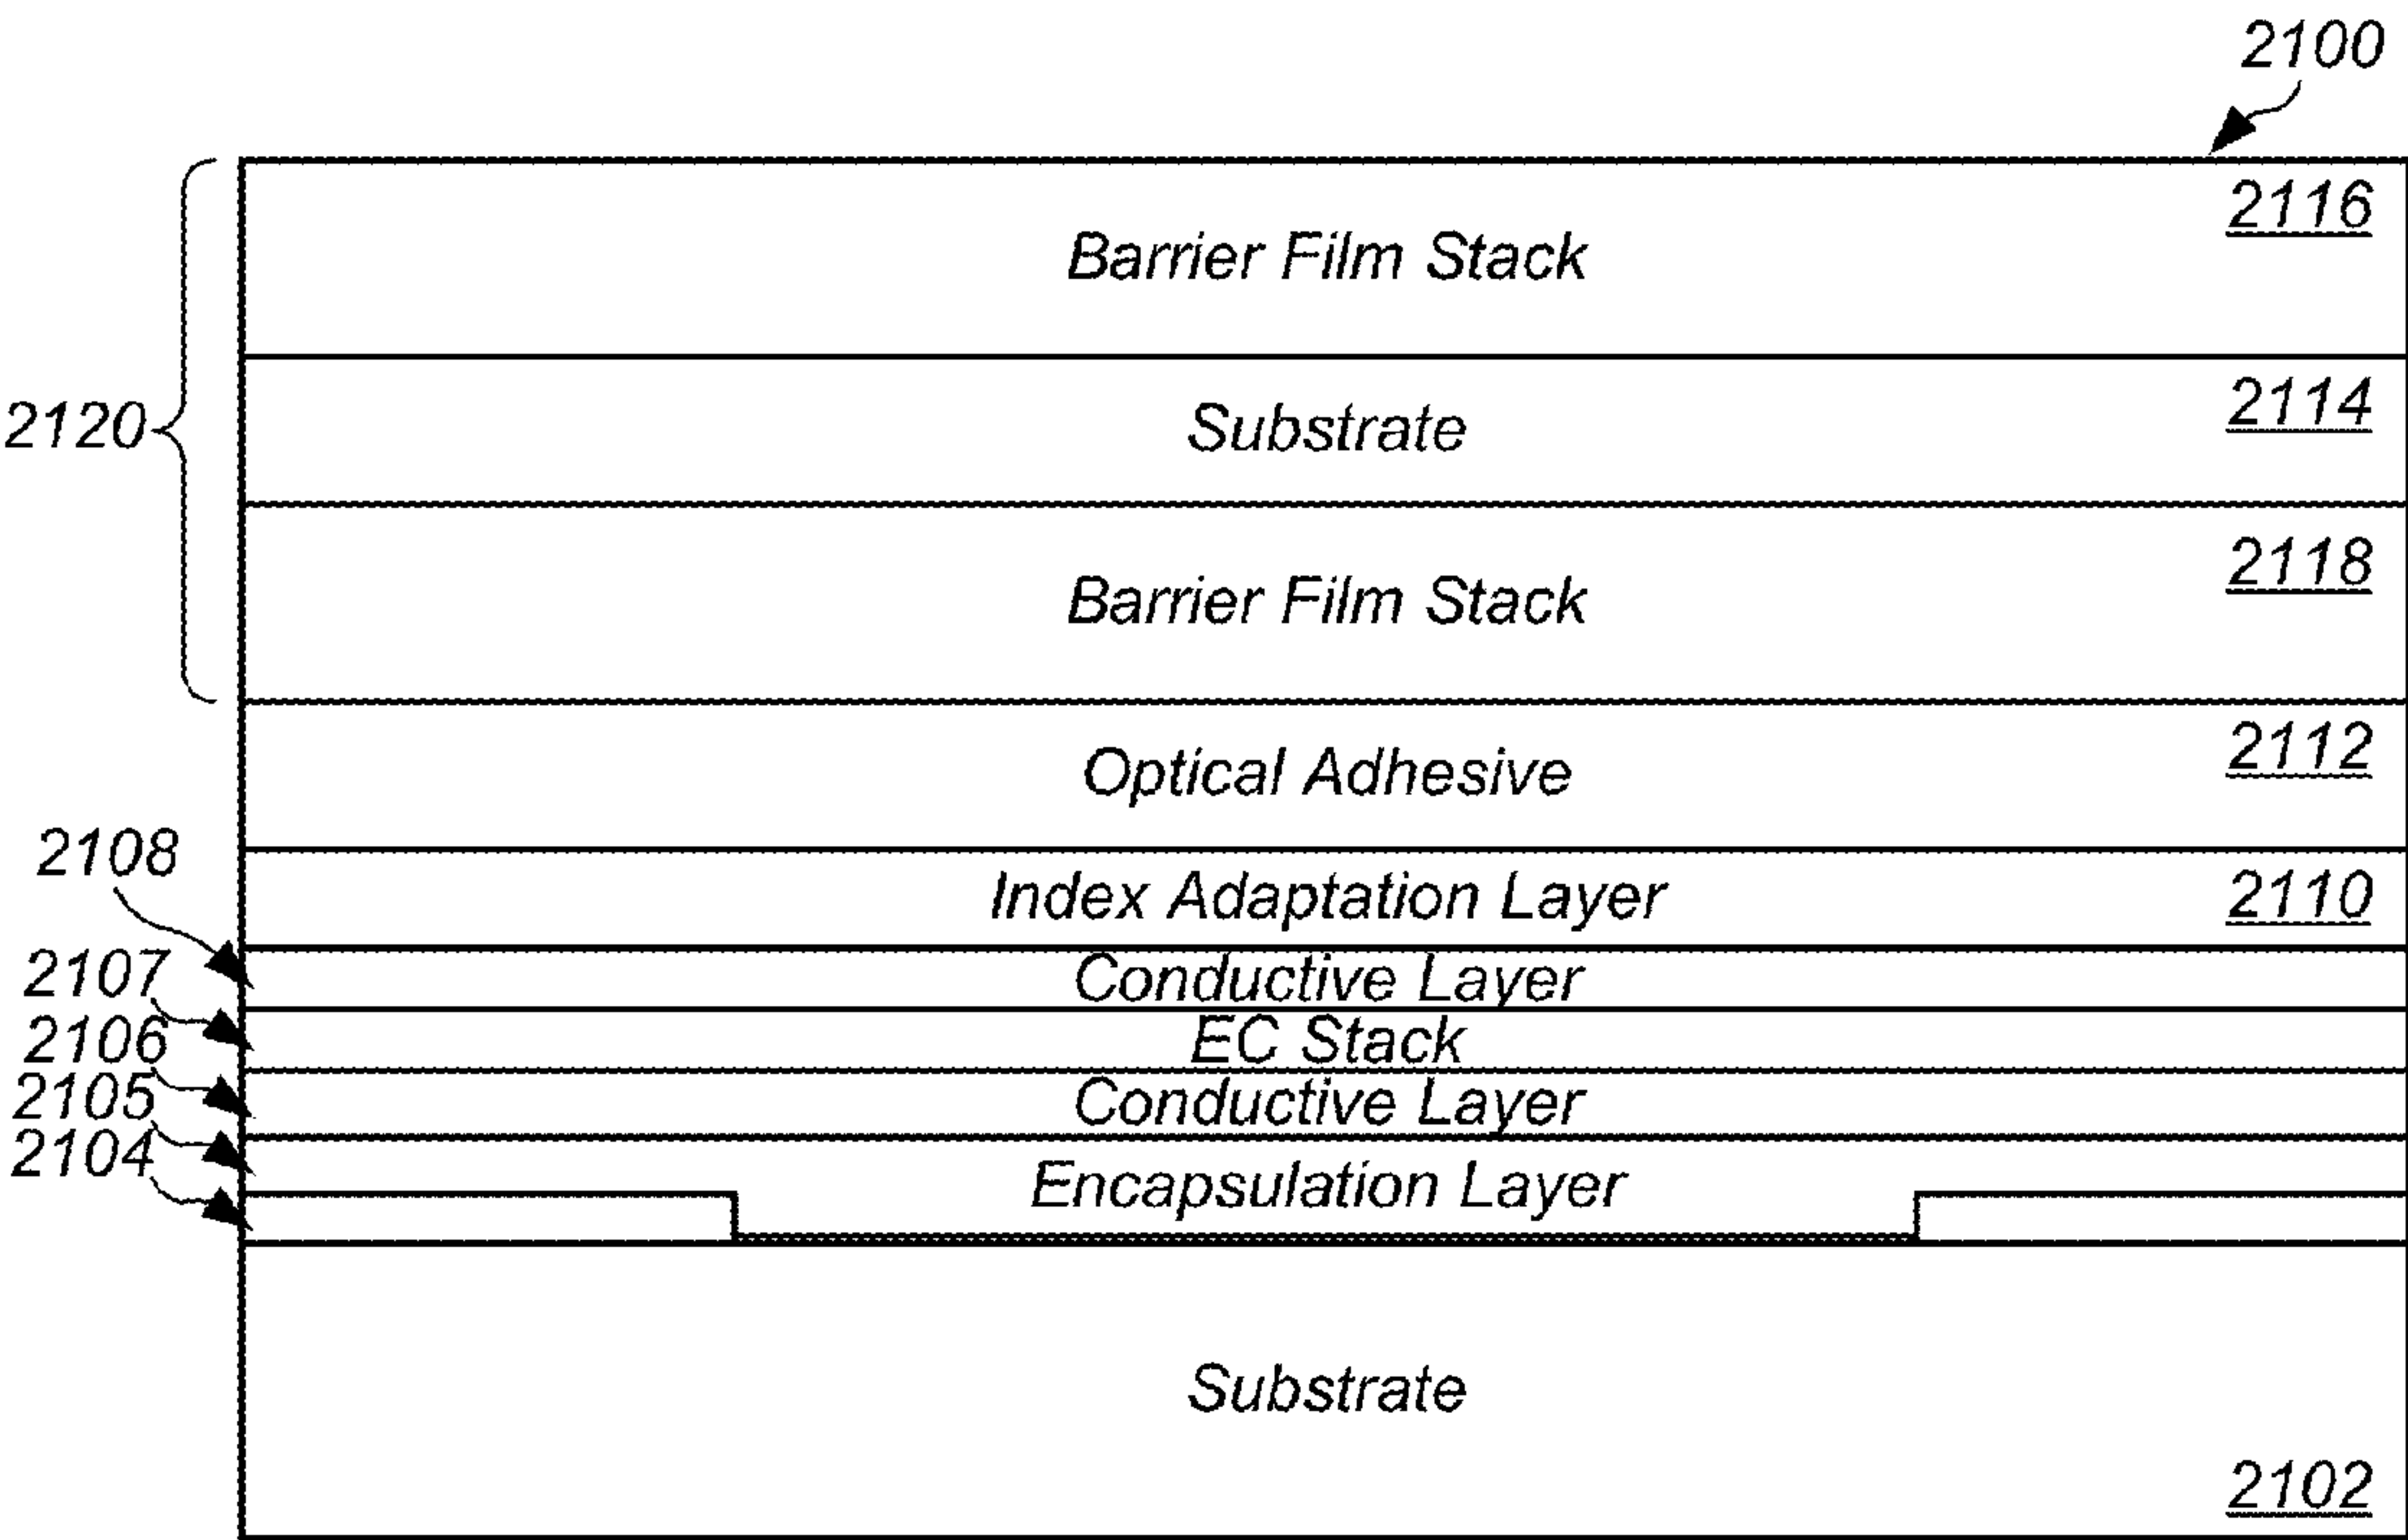 2100
2116
Barrier Film Stack
2114
Substrate
2120
2118
Barrier Film Stack
2112
Optical Adhesive
2108
Index Adaptation Layer
2110
2107
Conductive Layer
2106
EC Stack
2105
Conductive Layer
2104
Encapsulation Layer
Substrate
2102